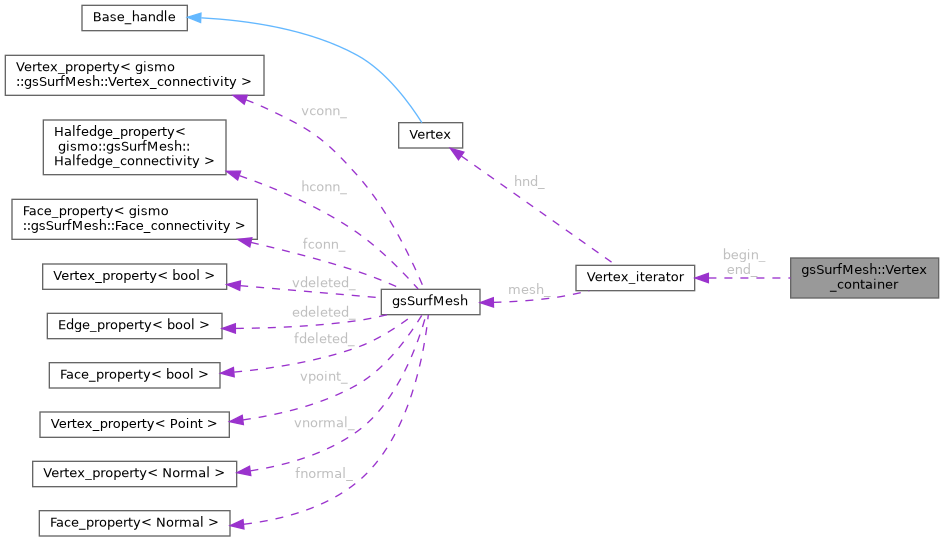 Base_handle
Vertex_property< gismo
::gsSurfMesh::Vertex_connectivity >
vconn_
Halfedge_property<
gismo::gsSurfMesh::
Halfedge_connectivity >
Vertex
hconn_
hnd_
Face_property< gismo
::gsSurfMesh::Face_connectivity >
fconn_
begin_
end_
gsSurfMesh::Vertex
_container
Vertex_property< bool >
vdeleted_
Vertex_iterator
mesh_
gsSurfMesh
Edge_property< bool >
edeleted_
fdeleted_
Face_property< bool >
vpoint_
Vertex_property< Point >
vnormal_
Vertex_property< Normal >
fnormal_
Face_property< Normal >